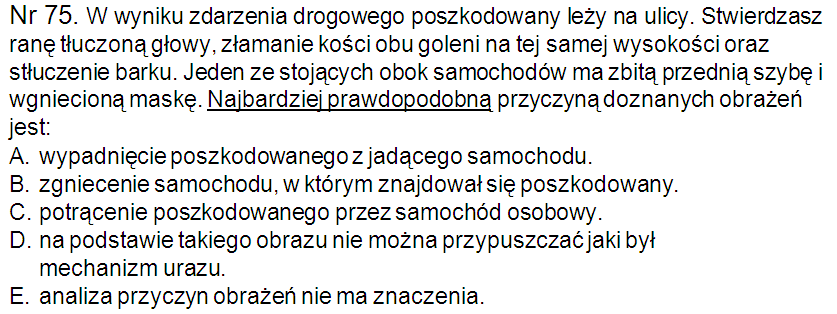 Nr 75. W wyniku zdarzenia drogowego poszkodowany leży na ulicy. Stwierdzasz
ranę tłuczoną głowy, złamanie kości obu goleni na tej samej wysokości oraz
stłuczenie barku. Jeden ze stojących obok samochodów ma zbitą przednią szybę i
wgniecioną maskę. Najbardziej prawdopodobną przyczyną doznanych obrażeń
jest:
A. wypadnięcie poszkodowanego z jadącego samochodu.
B. zgniecenie samochodu, w którym znajdował się poszkodowany.
C. potrącenie poszkodowanego przez samochód osobowy.
D. na podstawie takiego obrazu nie można przypuszczać jaki był
mechanizm urazu.
E. analiza przyczyn obrażeń nie ma znaczenia.